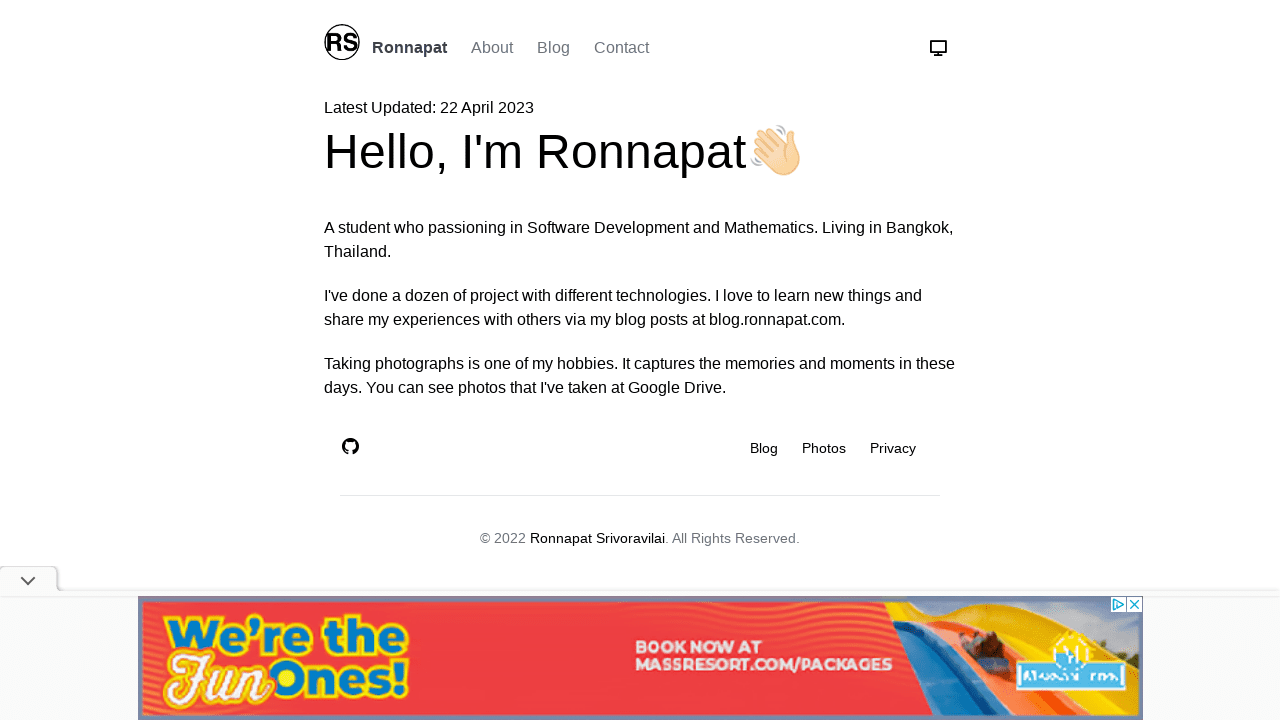 RS
Ronnapat About Blog Contact
Latest Updated: 22 April 2023
Hello, I'm Ronnapat
A student who passioning in Software Development and Mathematics. Living in Bangkok,
Thailand.
I've done a dozen of project with different technologies. I love to learn new things and
share my experiences with others via my blog posts at blog.ronnapat.com.
Taking photographs is one of my hobbies. It captures the memories and moments in these
days. You can see photos that I've taken at Google Drive.
Blog Photos Privacy
© 2022 Ronnapat Srivoravilai. All Rights Reserved.
We're the
Fun Ones!
BOOK NOW AT
MASSRESORT.COM/PACKAGES